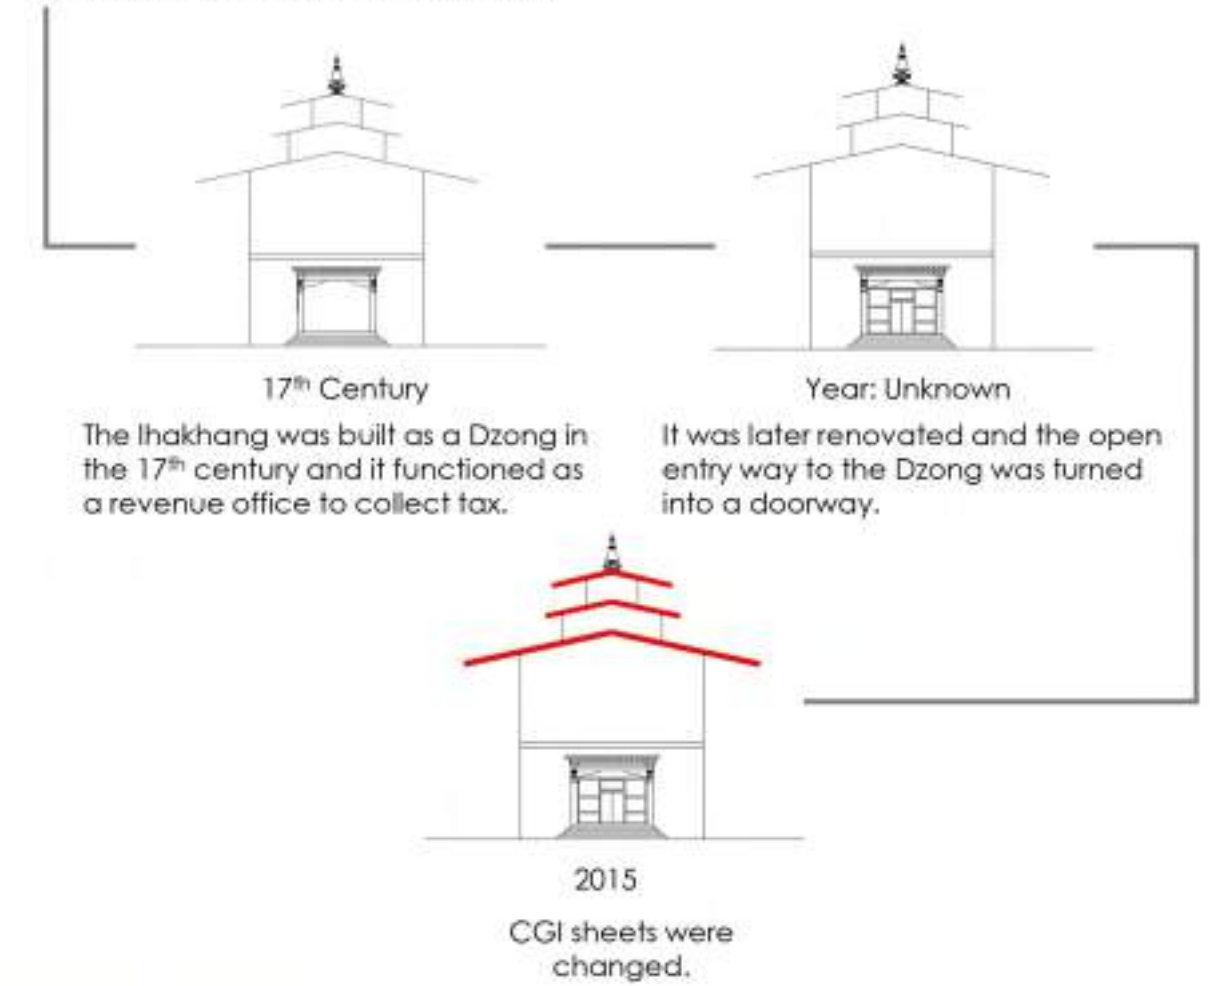 17th Century
The lhakhang was built as a Dzong in
the 17th century and it functioned as
a revenue office to collect tax.
Year: Unknown
It was later renovated and the open
entry way to the Dzong was turned
into a doorway.
2015
CGI sheets were
changed.